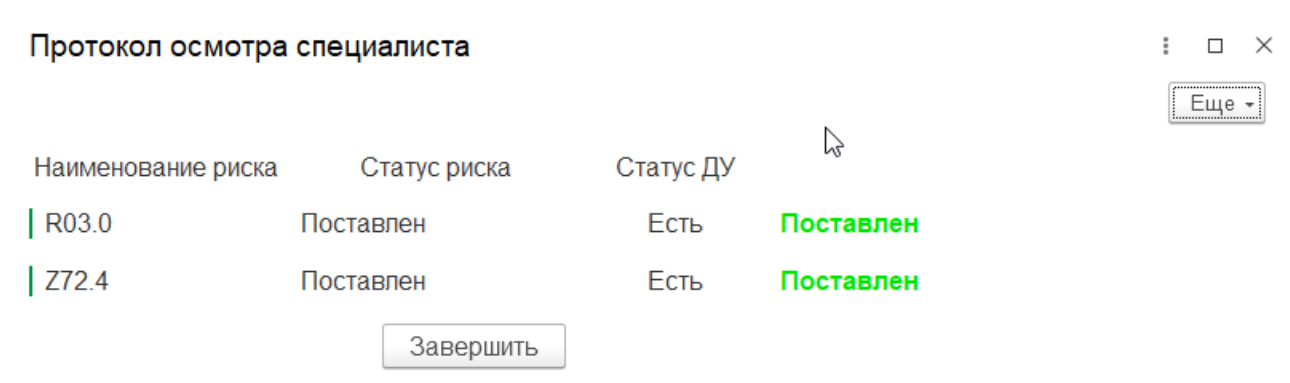 Протокол осмотра специалиста
Еще
Наименование риска Статус риска Статус ДУ
R03.0 Поставлен Есть Поставлен
Z72.4 Поставлен Есть Поставлен
Завершить